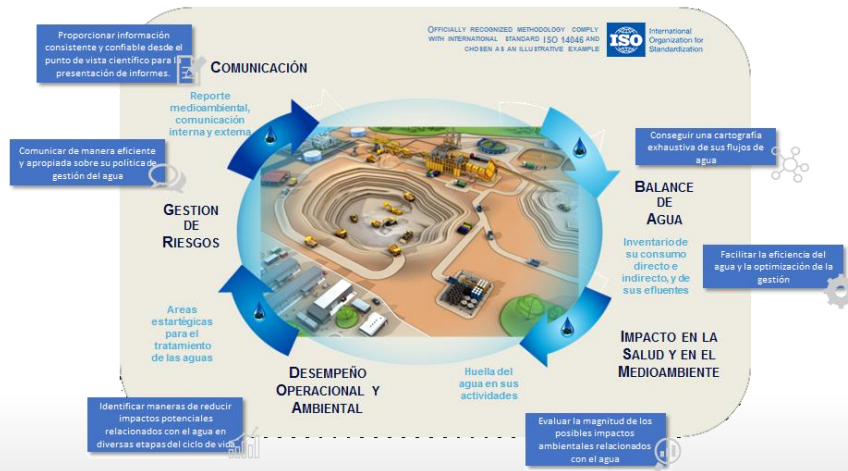 Proporcionar información
consistente y confiable desde el
punto de vista científico para la
presentación de informes.
OFFICIALLY RECOGNIZED METHODOLOGY COMPLY
WITH INTERNATIONAL STANDARD ISO 14046 AND
CHOSEN AS AN ILLUSTRATIVE EXAMPLE
ISO
International
Organization for
Standardization
COMUNICACIÓN
Reporte
medioambiental,
comunicación
interna y externa
Comunicar de manera eficiente
y apropiada sobre su política de
gestión del agua
Conseguir una cartografía
exhaustiva de sus flujos de
agua
GESTION
DE
RIESGOS
BALANCE
DE
AGUA
Inventario de
su consumo
directo e
indirecto, y de
sus efluentes
Facilitar la eficiencia del
agua y la optimización de la
gestión
Areas
estartégicas
para el
tratamiento
de las aguas
IMPACTO EN LA
SALUD Y EN EL
MEDIOAMBIENTE
DESEMPEÑO
OPERACIONAL Y
AMBIENTAL
Huella del
agua en sus
actividades
Identificar maneras de reducir
impactos potenciales
relacionados con el agua en
diversas etapas del ciclo de vida.
Evaluar la magnitud de los
posibles impactos
ambientales relacionados
con el agua